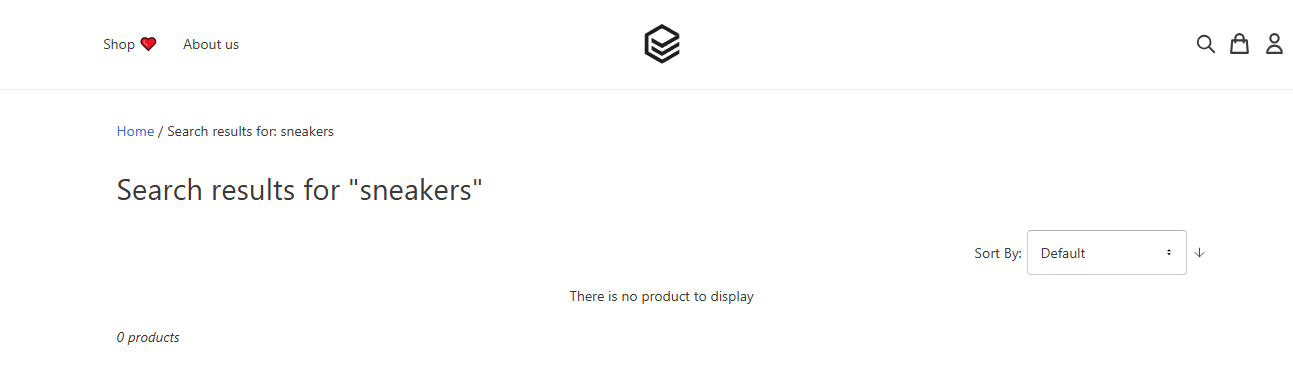 Shop ❤️ About us
Home / Search results for: sneakers
Search results for "sneakers"
Sort By: Default
There is no product to display
0 products